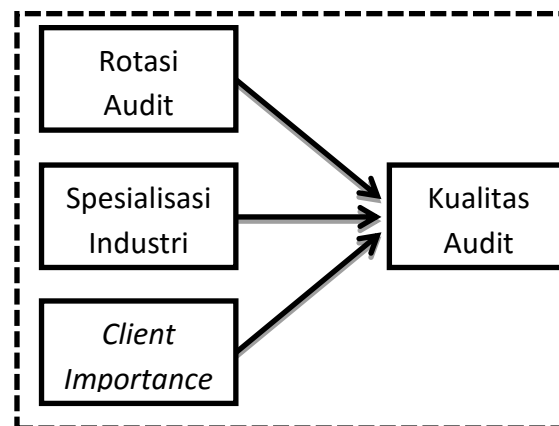 Rotasi
Audit
Spesialisasi
Industri
Kualitas
Audit
Client
Importance